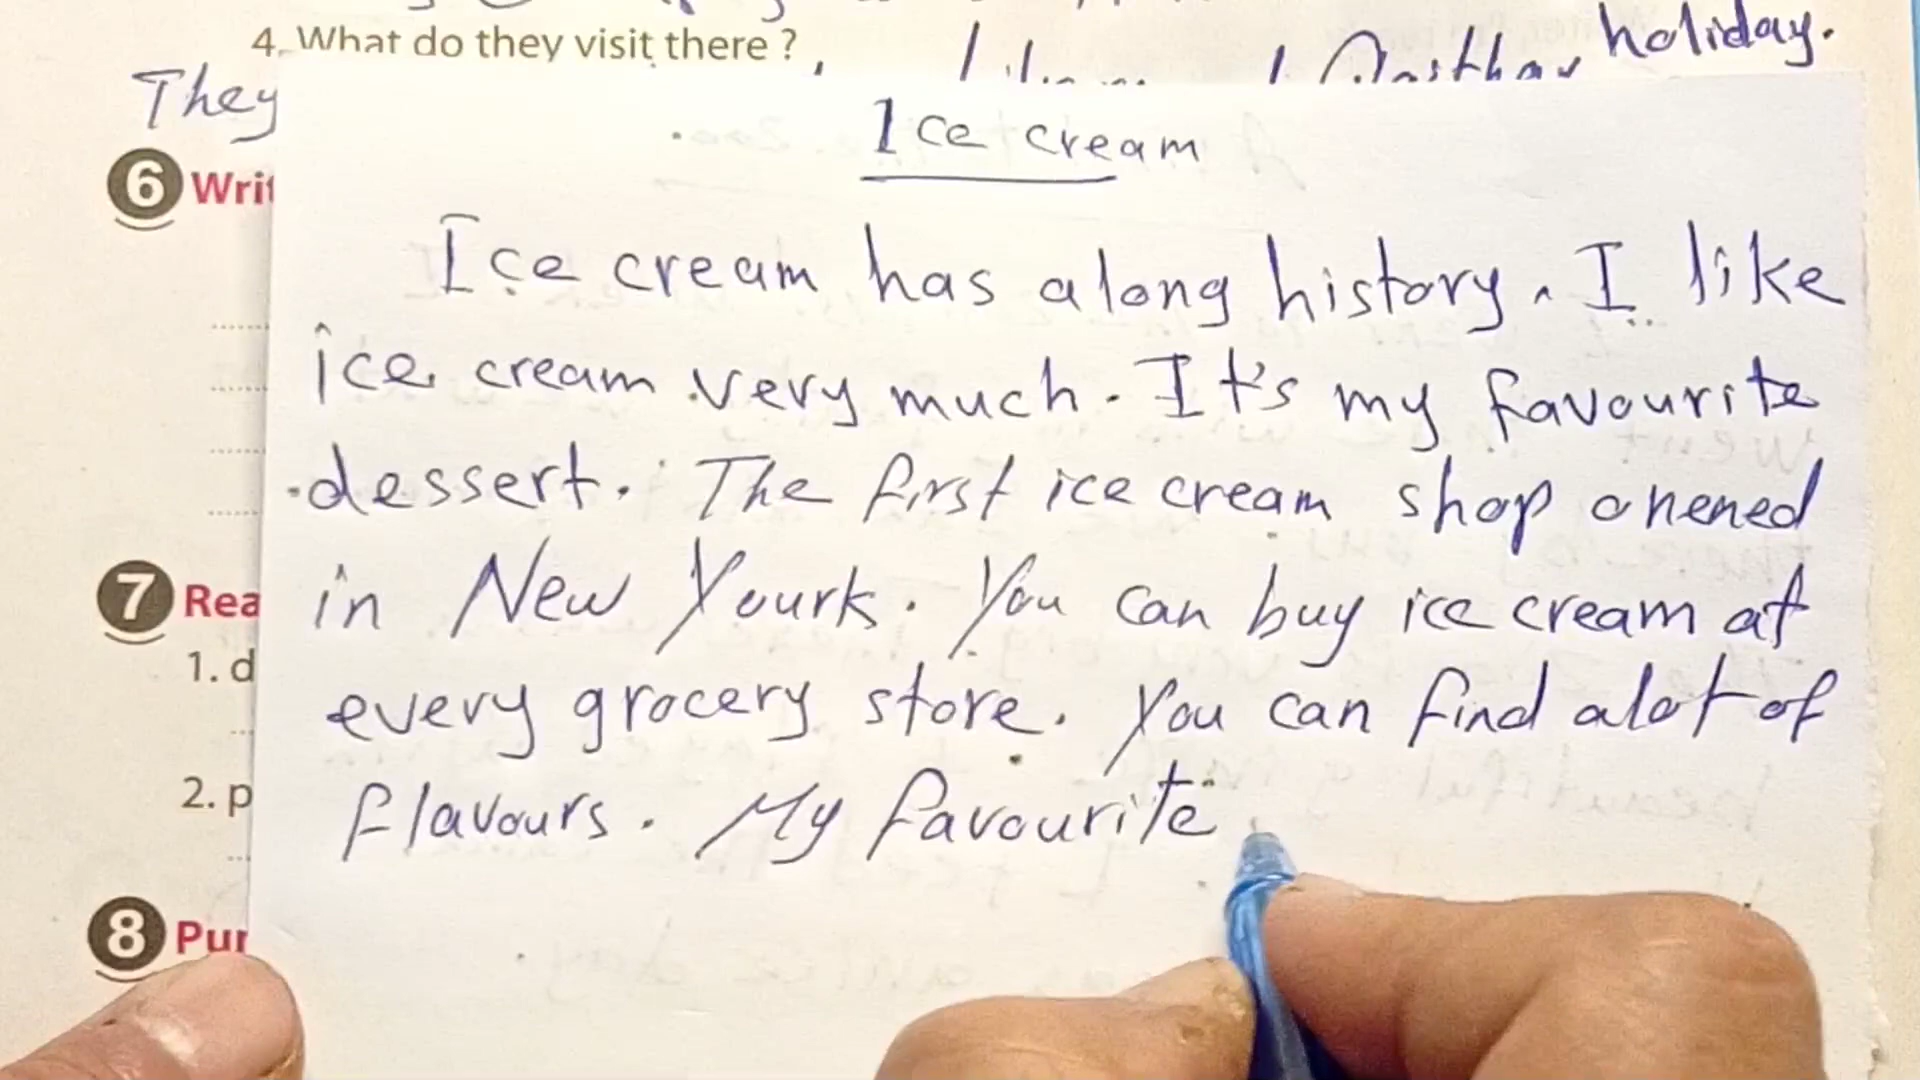 4. What do they visit there ?
holiday.
They
Ice cream
6 Writ
Ice cream has along history. I like
ice cream very much. It's my favourite
dessert. The first ice cream shop onened
in New Yourk. You can buy ice cream at
7 Rea
every grocery store. You can find alot of
1. d
flavours. My favourite
2. p
8 Pun